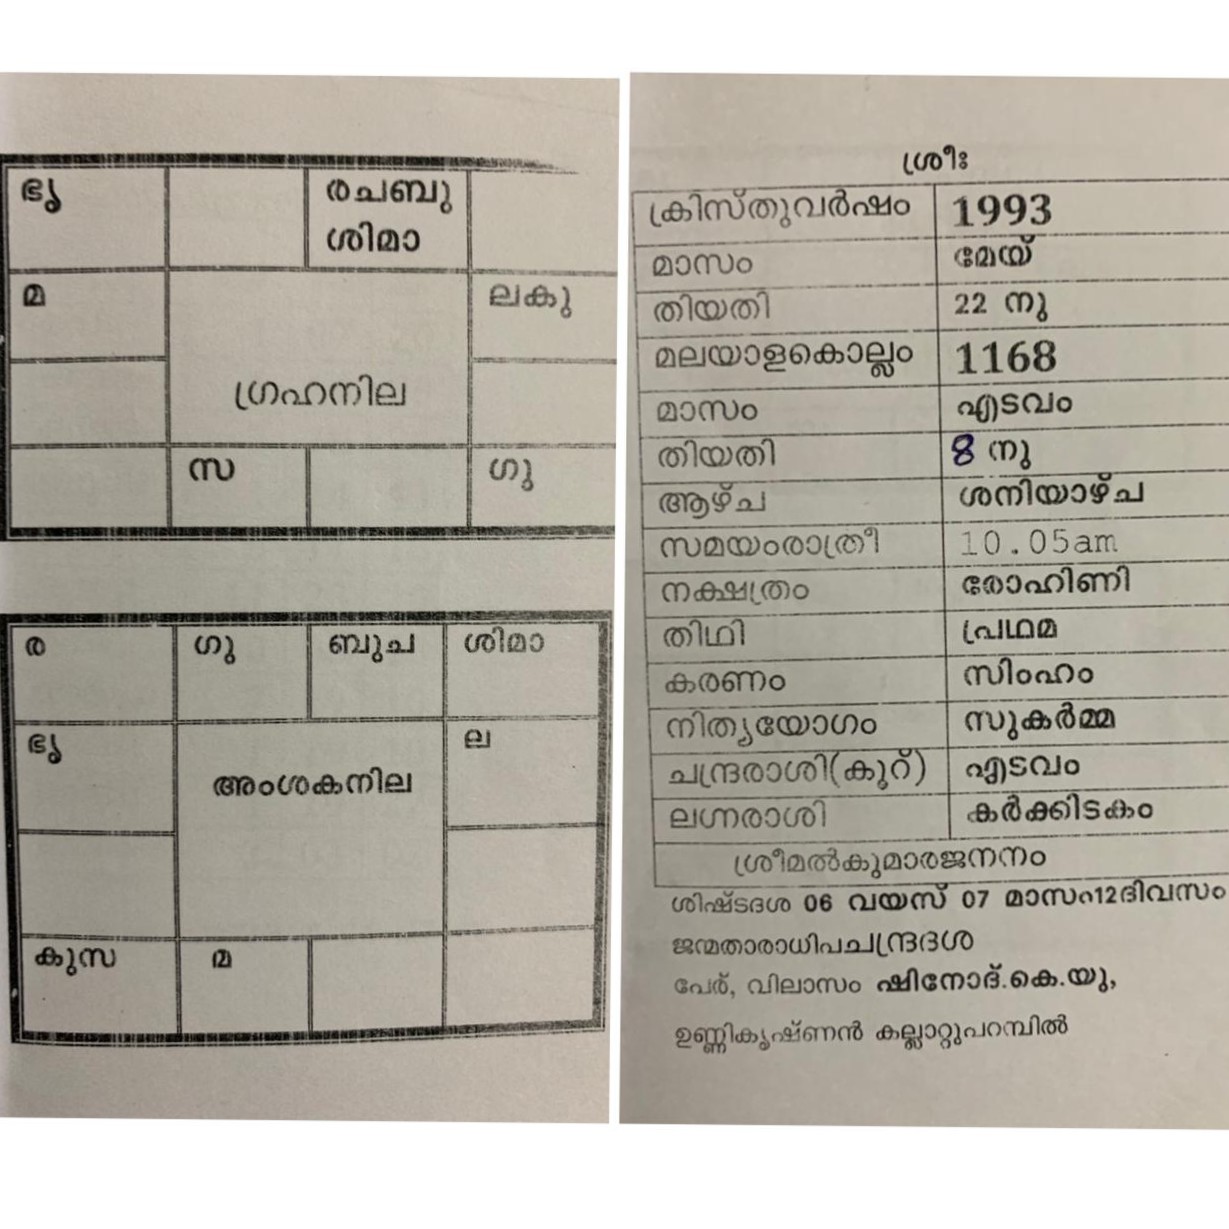 ഭൃ രചബു
ശിമാ
മ ലകു
ഗ്രഹനില
സ ഗു
ര ഗു ബുച ശിമാ
ഭൃ ല
അംശകനില
കുസ മ
ശ്രീഃ
ക്രിസ്തുവർഷം 1993
മാസം മേയ്
തിയതി 22 നു
മലയാളകൊല്ലം 1168
മാസം എടവം
തിയതി 8 നു
ആഴ്ച ശനിയാഴ്ച
സമയംരാത്രീ 10.05am
നക്ഷത്രം രോഹിണി
തിഥി പ്രഥമ
കരണം സിംഹം
നിത്യയോഗം സുകർമ്മ
ചന്ദ്രരാശി(കൂറ്) എടവം
ലഗ്നരാശി കർക്കിടകം
ശ്രീമൽകുമാരജനനം
ശിഷ്ടദശ 06 വയസ് 07 മാസം12ദിവസം
ജന്മതാരാധിപചന്ദ്രദശ
പേര്, വിലാസം ഷിനോദ്.കെ.യു,
ഉണ്ണികൃഷ്ണൻ കല്ലാറ്റുപറമ്പിൽ